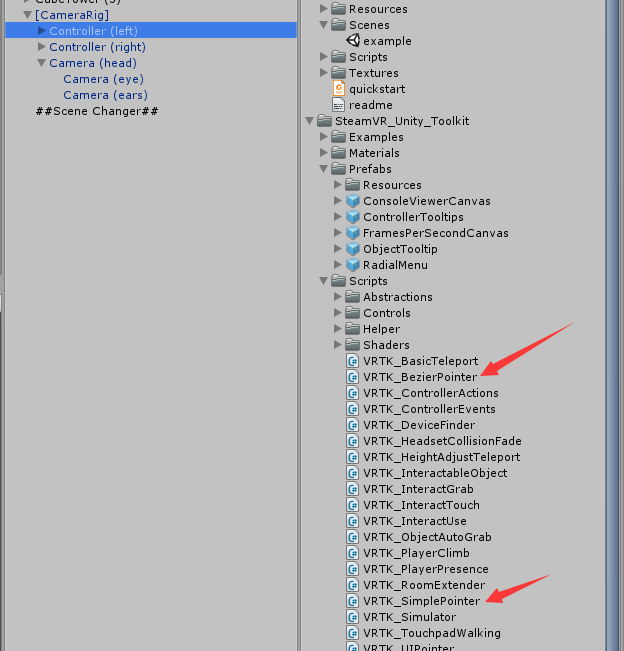 CubeTower (3)
[CameraRig]
Controller (left)
Controller (right)
Camera (head)
Camera (eye)
Camera (ears)
##Scene Changer##
Resources
Scenes
example
Scripts
Textures
quickstart
readme
SteamVR_Unity_Toolkit
Examples
Materials
Prefabs
Resources
ConsoleViewerCanvas
ControllerTooltips
FramesPerSecondCanvas
ObjectTooltip
RadialMenu
Scripts
Abstractions
Controls
Helper
Shaders
VRTK_BasicTeleport
VRTK_BezierPointer
VRTK_ControllerActions
VRTK_ControllerEvents
VRTK_DeviceFinder
VRTK_HeadsetCollisionFade
VRTK_HeightAdjustTeleport
VRTK_InteractableObject
VRTK_InteractGrab
VRTK_InteractTouch
VRTK_InteractUse
VRTK_ObjectAutoGrab
VRTK_PlayerClimb
VRTK_PlayerPresence
VRTK_RoomExtender
VRTK_SimplePointer
VRTK_Simulator
VRTK_TouchpadWalking
VRTK_UIPointer